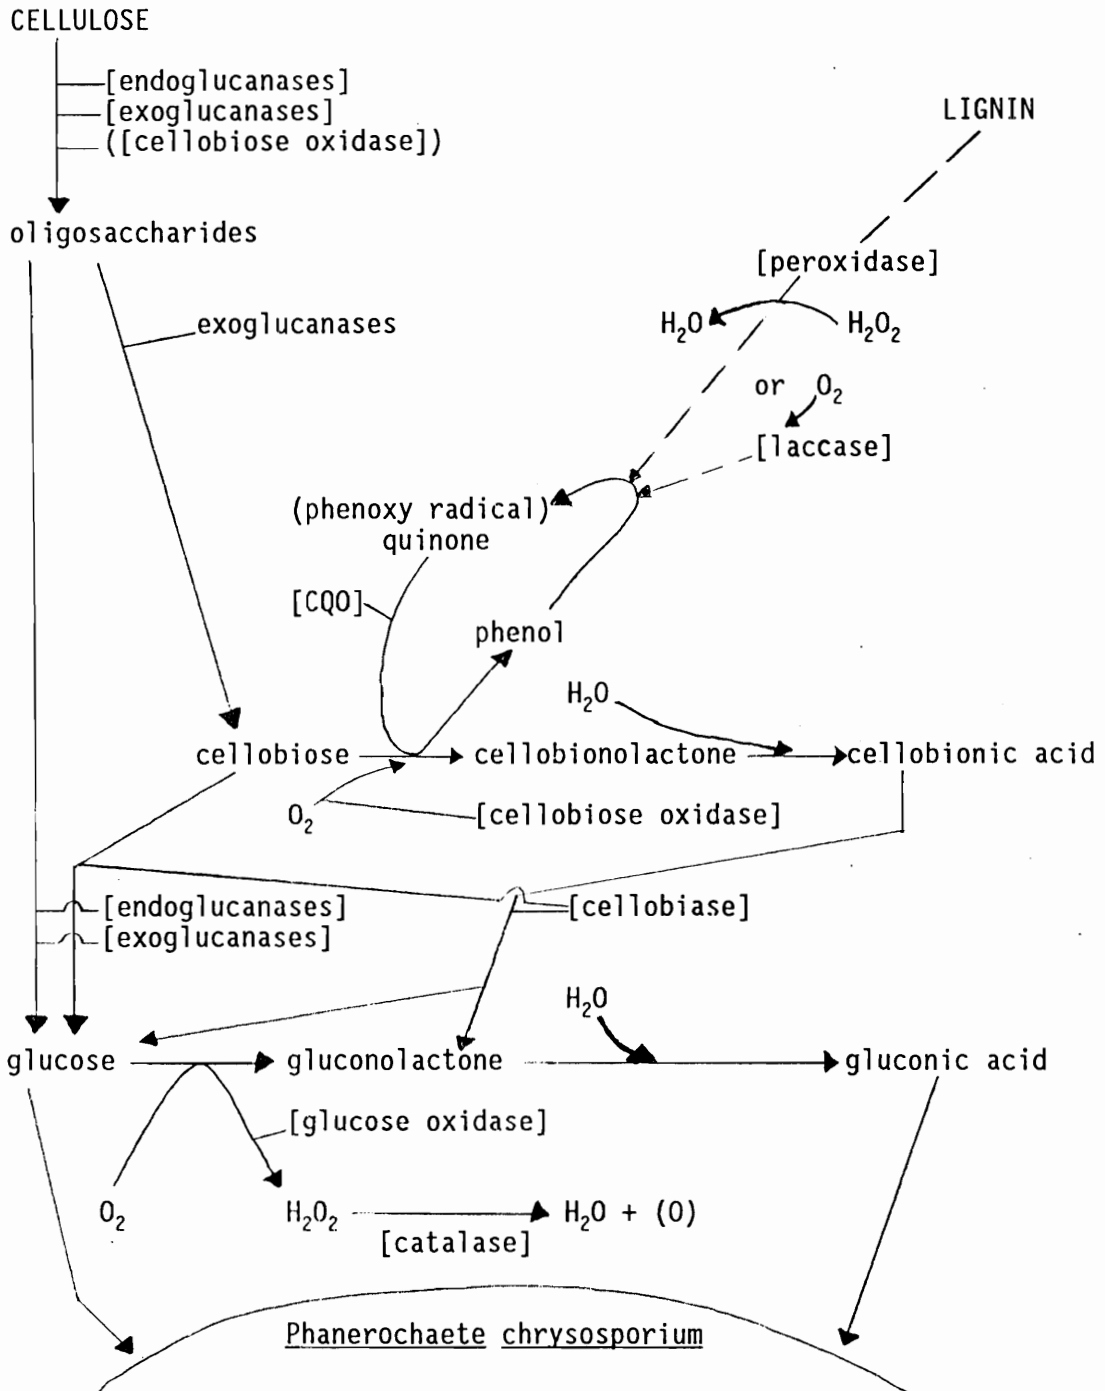 CELLULOSE
[endoglucanases]
[exoglucanases]
([cellobiose oxidase])
LIGNIN
oligosaccharides
[peroxidase]
exoglucanases
H₂O
H₂O₂
or O₂
[laccase]
(phenoxy radical)
quinone
[CQO]
phenol
H₂O
cellobiose
cellobionolactone
cellobionic acid
O₂
[cellobiose oxidase]
[endoglucanases]
[cellobiase]
[exoglucanases]
H₂O
glucose
gluconolactone
gluconic acid
[glucose oxidase]
O₂
H₂O₂
H₂O + (O)
[catalase]
Phanerochaete chrysosporium